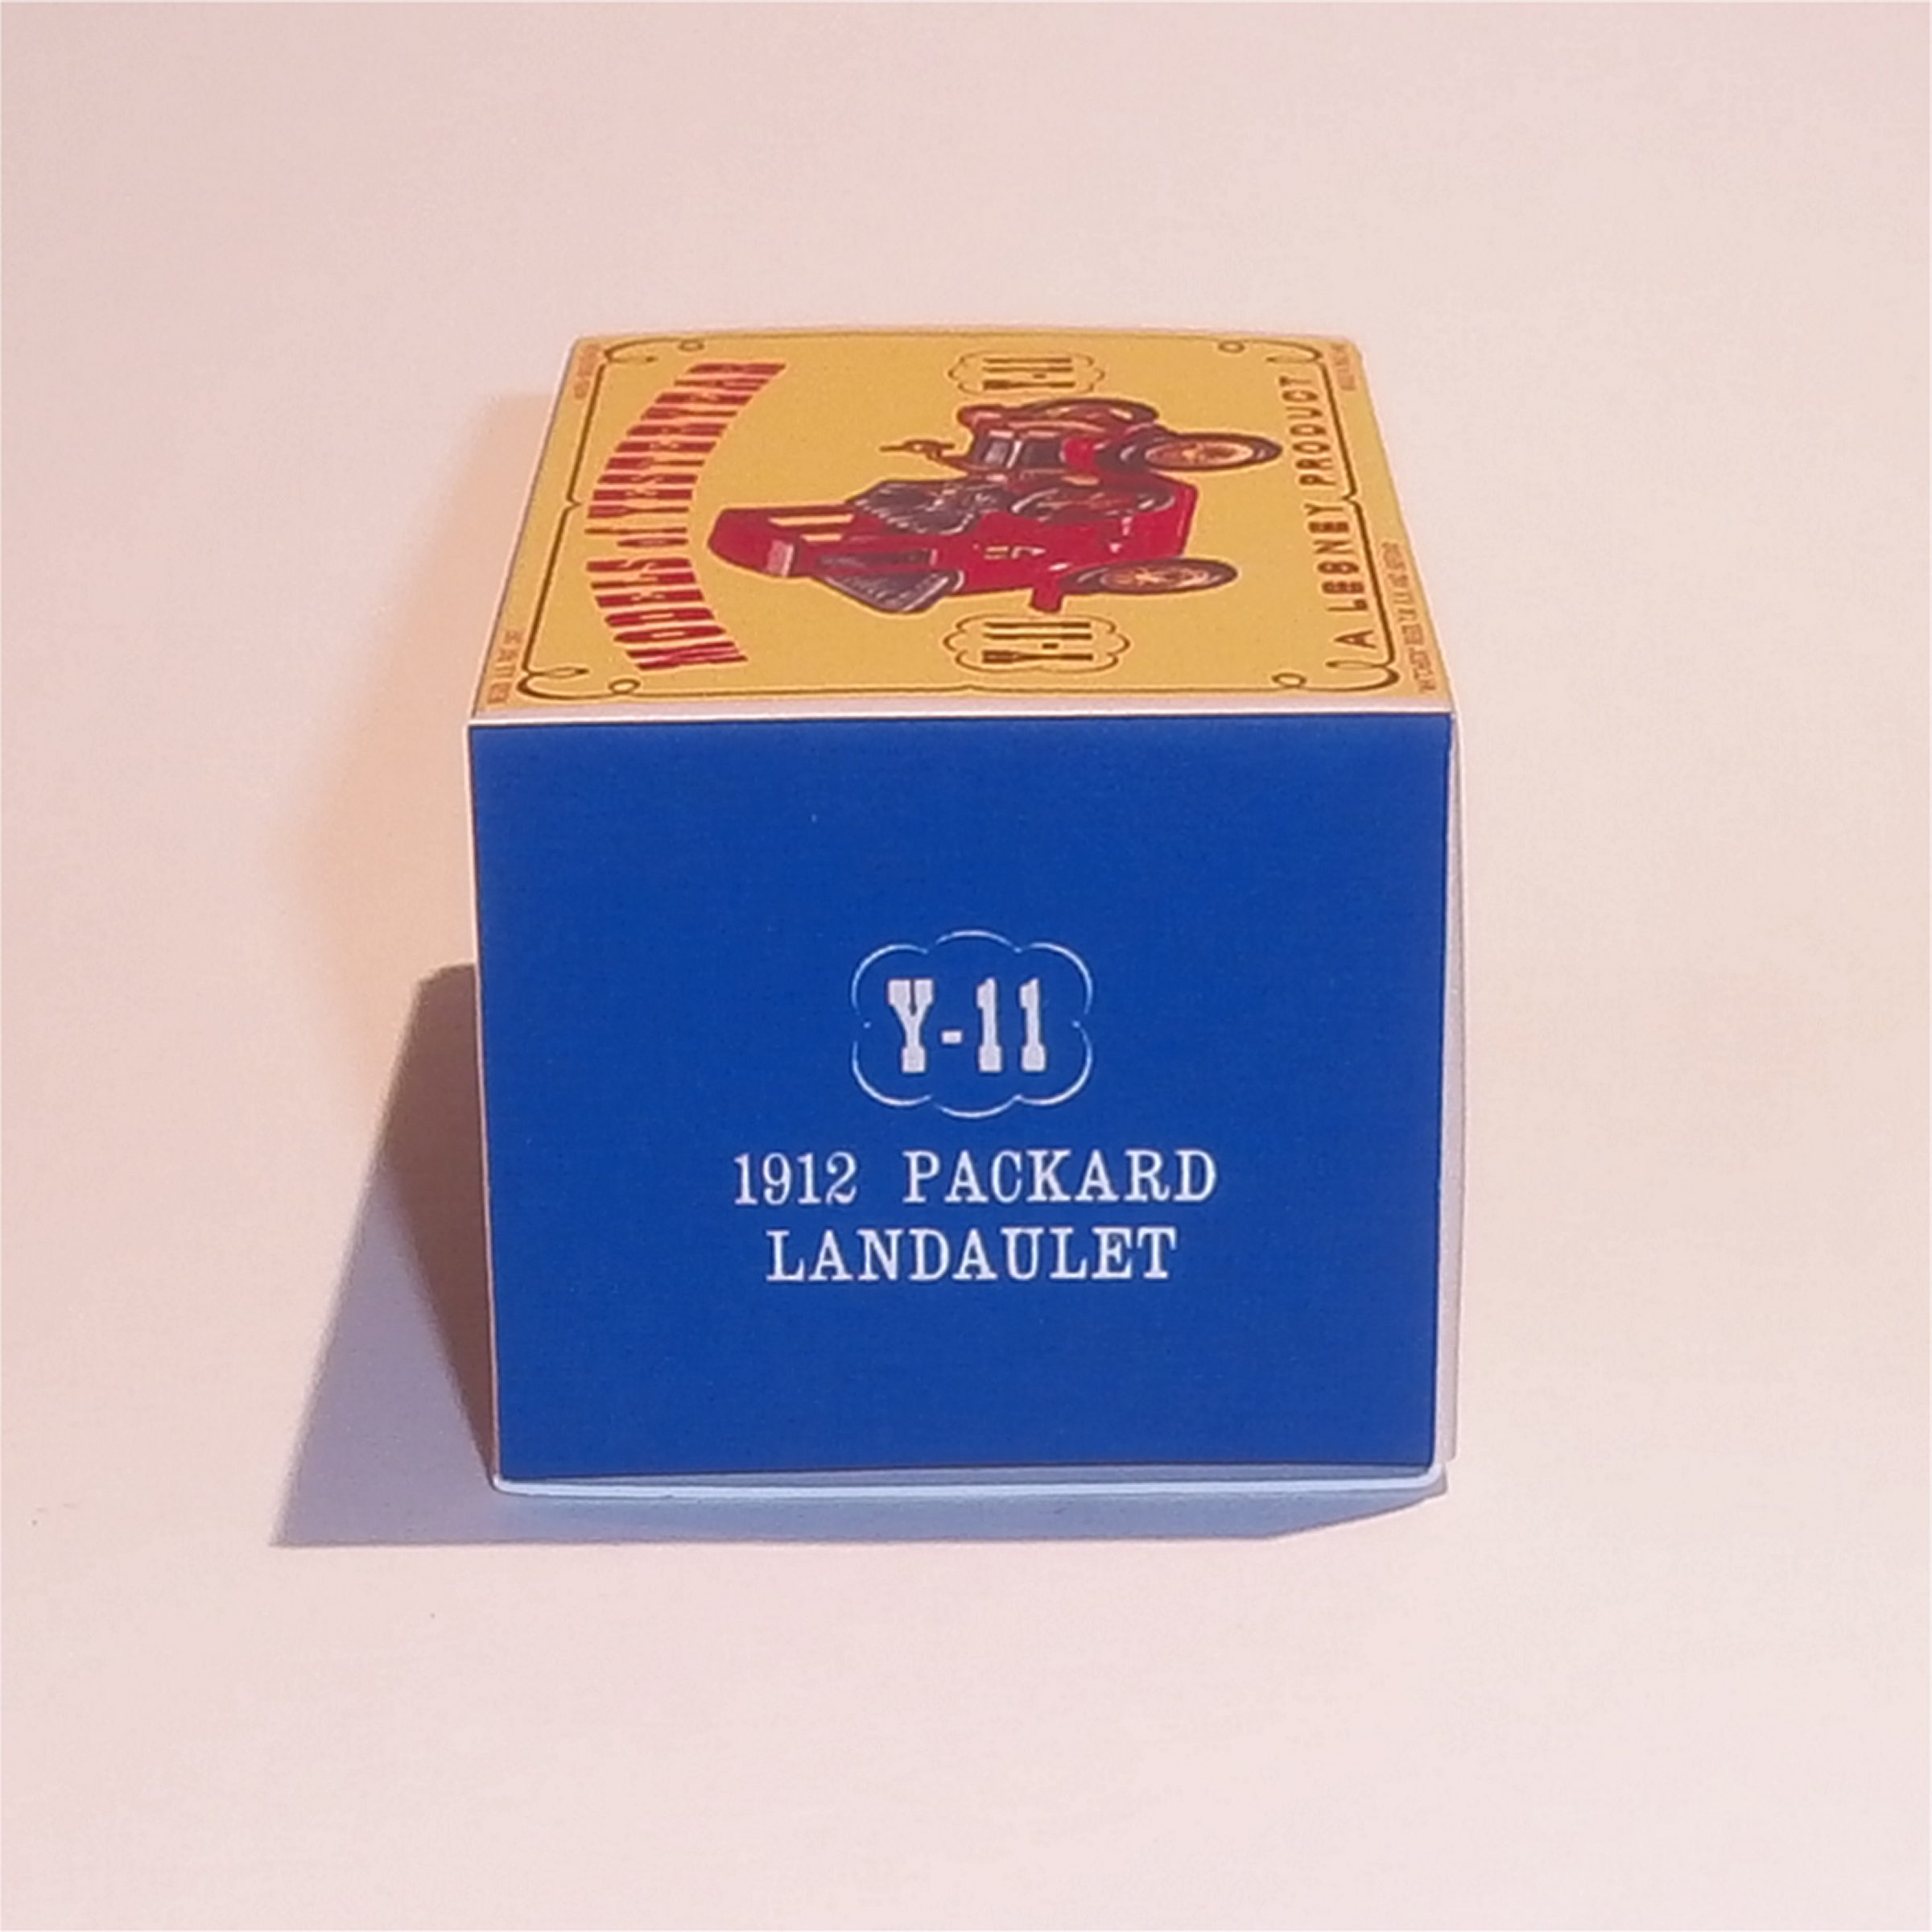 MODELS of YESTERYEAR
Y-11
Y-11
A LESNEY PRODUCT
Y-11
1912 PACKARD
LANDAULET